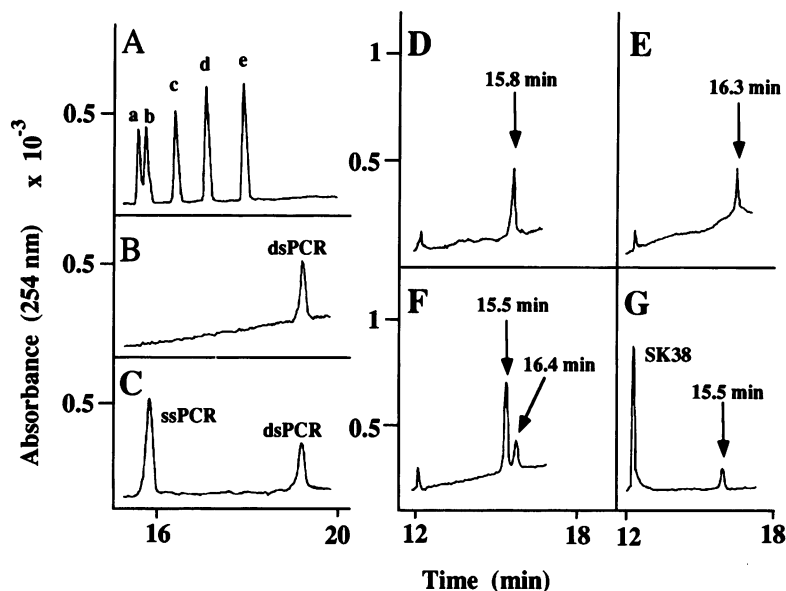 A
a b c d e
0.5
B
dsPCR
0.5
C
ssPCR
dsPCR
0.5
16
20
D
15.8 min
1
0.5
E
16.3 min
F
15.5 min
16.4 min
1
0.5
12
18
G
SK38
15.5 min
12
18
Absorbance (254 nm) x 10-3
Time (min)